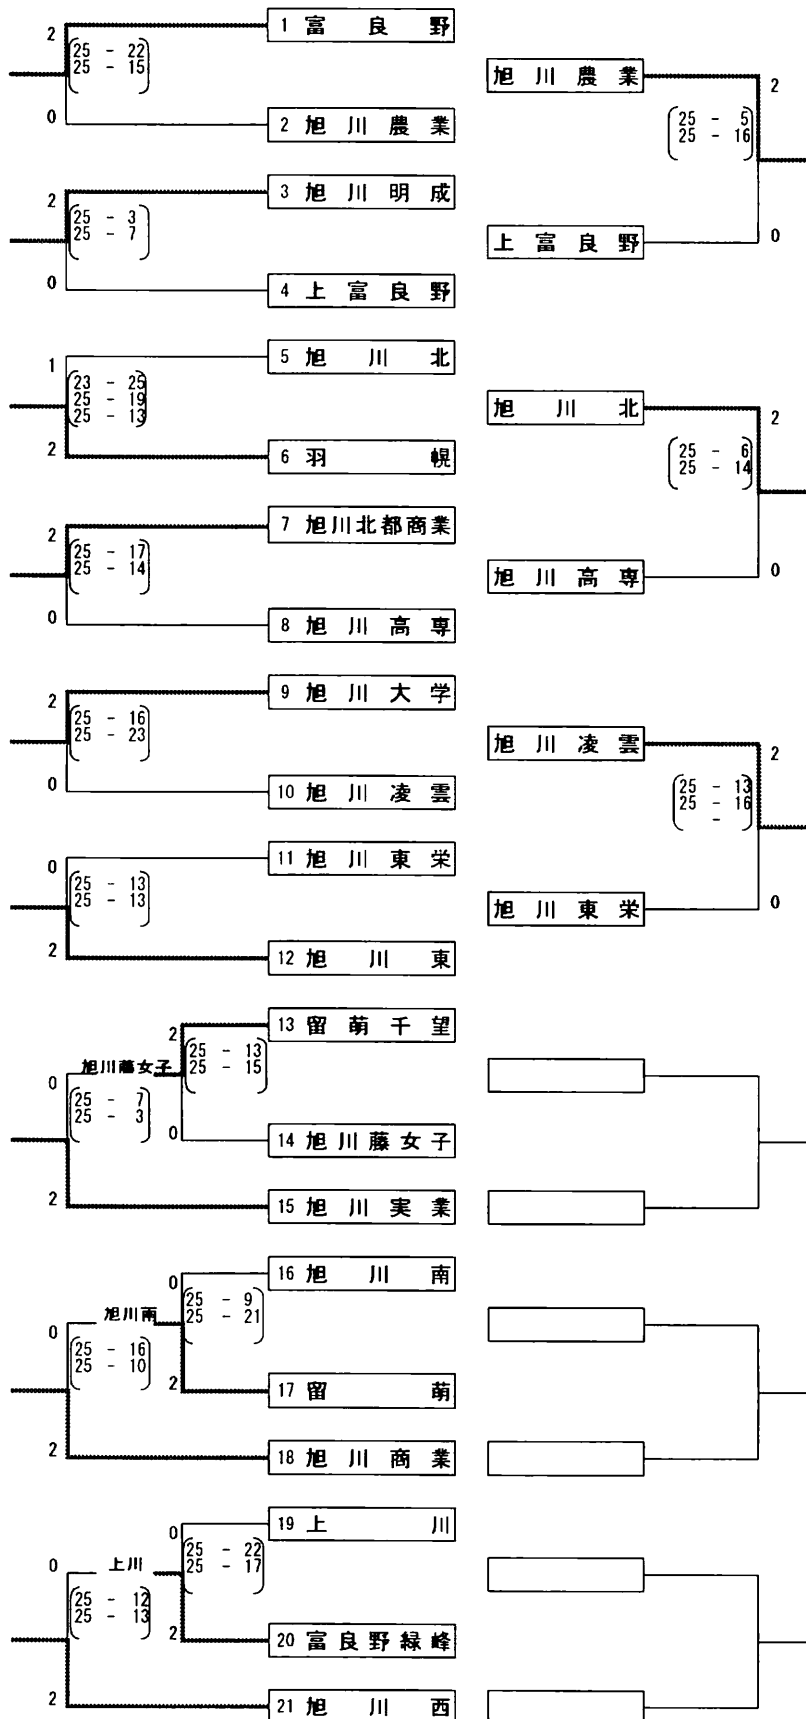 1 富良野
2
25 - 22
25 - 15
0
2 旭川農業
3 旭川明成
2
25 - 3
25 - 7
0
4 上富良野
5 旭川北
1
23 - 25
25 - 19
25 - 13
2
6 羽幌
7 旭川北都商業
2
25 - 17
25 - 14
0
8 旭川高専
9 旭川大学
2
25 - 16
25 - 23
0
10 旭川凌雲
11 旭川東栄
0
25 - 13
25 - 13
2
12 旭川東
13 留萌千望
2
25 - 13
25 - 15
0
14 旭川藤女子
旭川藤女子
0
25 - 7
25 - 3
2
15 旭川実業
16 旭川南
0
25 - 9
25 - 21
2
17 留萌
旭川南
0
25 - 16
25 - 10
2
18 旭川商業
19 上川
0
25 - 22
25 - 17
2
20 富良野緑峰
上川
0
25 - 12
25 - 13
2
21 旭川西
旭川農業
2
25 - 5
25 - 16
0
上富良野
旭川北
2
25 - 6
25 - 14
0
旭川高専
旭川凌雲
2
25 - 13
25 - 16
-
0
旭川東栄